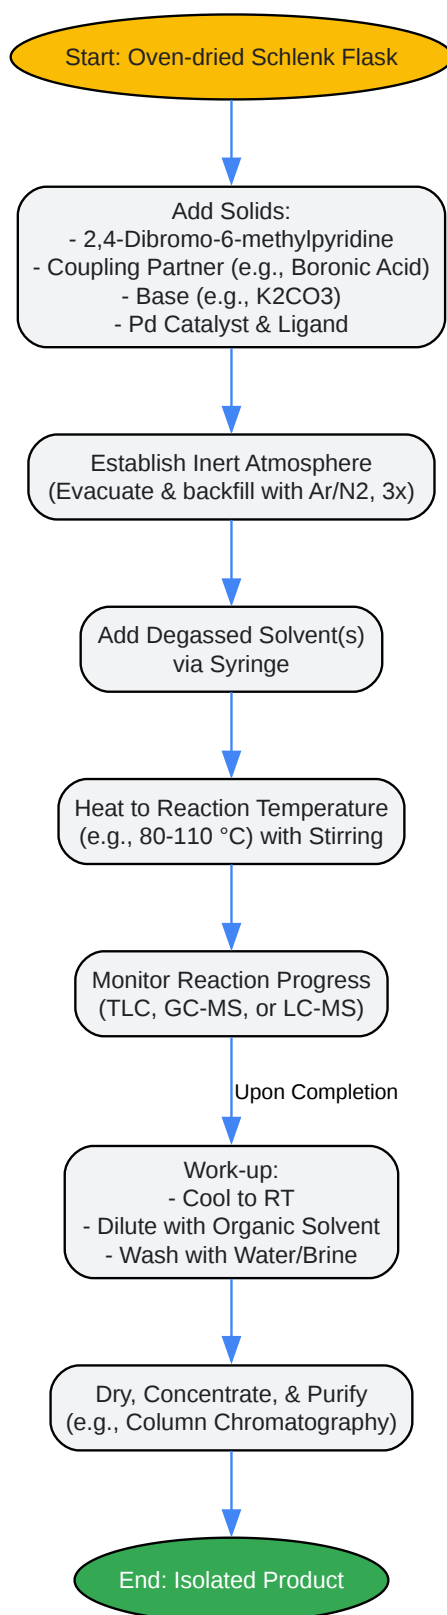 Start: Oven-dried Schlenk Flask
Add Solids:
- 2,4-Dibromo-6-methylpyridine
- Coupling Partner (e.g., Boronic Acid)
- Base (e.g., K2CO3)
- Pd Catalyst & Ligand
Establish Inert Atmosphere
(Evacuate & backfill with Ar/N2, 3x)
Add Degassed Solvent(s)
via Syringe
Heat to Reaction Temperature
(e.g., 80-110 °C) with Stirring
Monitor Reaction Progress
(TLC, GC-MS, or LC-MS)
Upon Completion
Work-up:
- Cool to RT
- Dilute with Organic Solvent
- Wash with Water/Brine
Dry, Concentrate, & Purify
(e.g., Column Chromatography)
End: Isolated Product